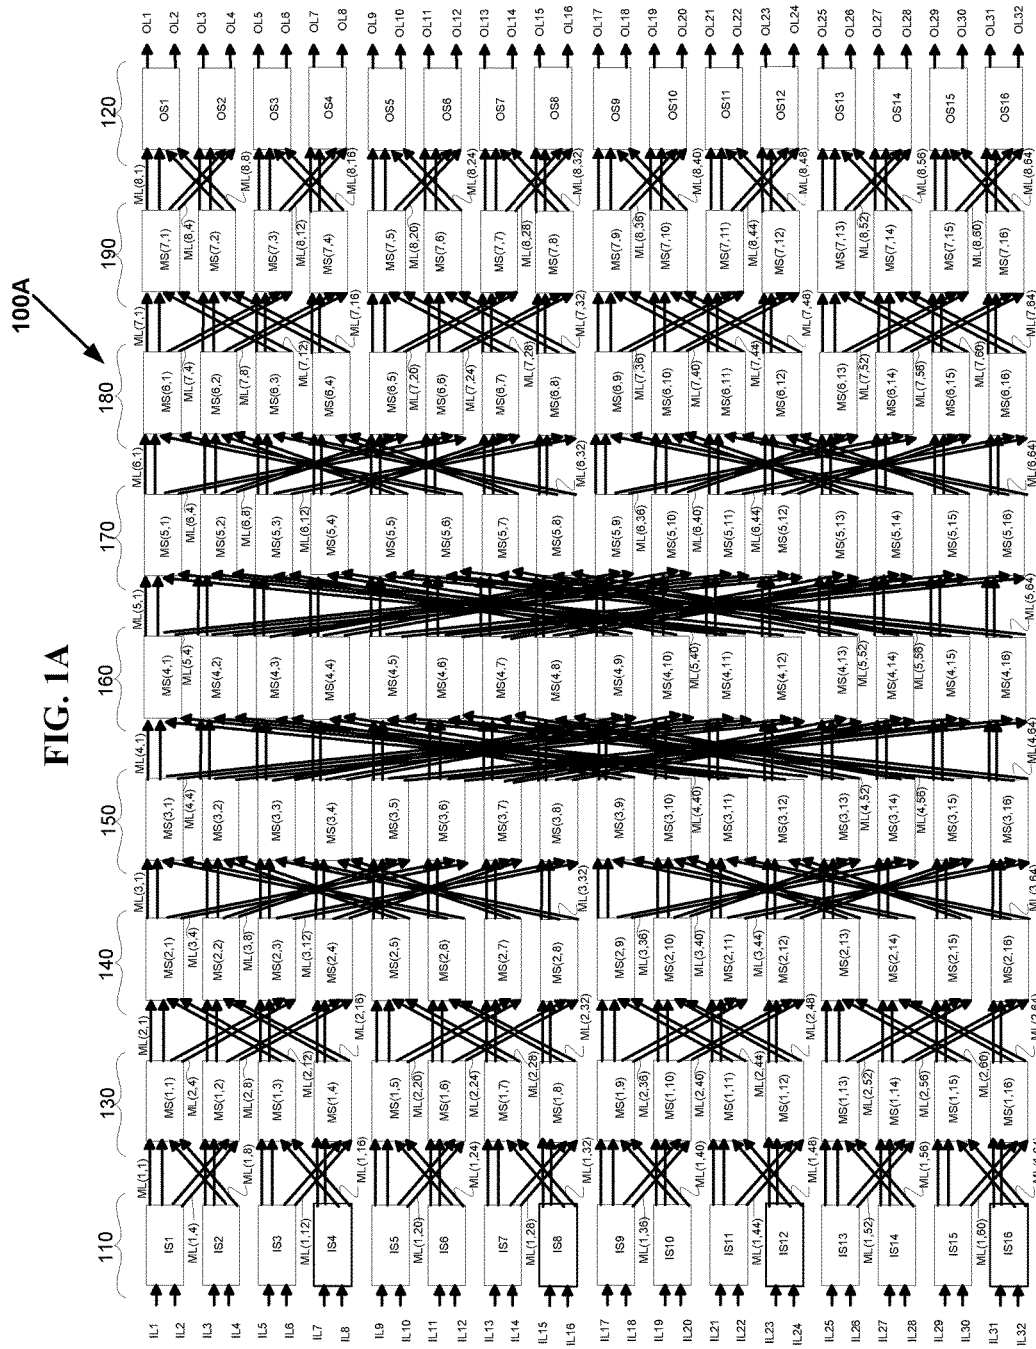 FIG. 1A
100A
110
130
140
150
160
170
180
190
120
IL1
IL2
IL3
IL4
IL5
IL6
IL7
IL8
IL9
IL10
IL11
IL12
IL13
IL14
IL15
IL16
IL17
IL18
IL19
IL20
IL21
IL22
IL23
IL24
IL25
IL26
IL27
IL28
IL29
IL30
IL31
IL32
IS1
IS2
IS3
IS4
IS5
IS6
IS7
IS8
IS9
IS10
IS11
IS12
IS13
IS14
IS15
IS16
ML(1,1)
ML(1,4)
ML(1,8)
ML(1,12)
ML(1,16)
ML(1,20)
ML(1,24)
ML(1,28)
ML(1,32)
ML(1,36)
ML(1,40)
ML(1,44)
ML(1,48)
ML(1,52)
ML(1,56)
ML(1,60)
MS(1,1)
MS(1,2)
MS(1,3)
MS(1,4)
MS(1,5)
MS(1,6)
MS(1,7)
MS(1,8)
MS(1,9)
MS(1,10)
MS(1,11)
MS(1,12)
MS(1,13)
MS(1,14)
MS(1,15)
MS(1,16)
ML(2,1)
ML(2,4)
ML(2,8)
ML(2,12)
ML(2,16)
ML(2,20)
ML(2,24)
ML(2,28)
ML(2,32)
ML(2,36)
ML(2,40)
ML(2,44)
ML(2,48)
ML(2,52)
ML(2,56)
ML(2,60)
MS(2,1)
MS(2,2)
MS(2,3)
MS(2,4)
MS(2,5)
MS(2,6)
MS(2,7)
MS(2,8)
MS(2,9)
MS(2,10)
MS(2,11)
MS(2,12)
MS(2,13)
MS(2,14)
MS(2,15)
MS(2,16)
ML(3,1)
ML(3,4)
ML(3,8)
ML(3,12)
ML(3,32)
ML(3,36)
ML(3,40)
ML(3,44)
ML(3,64)
MS(3,1)
MS(3,2)
MS(3,3)
MS(3,4)
MS(3,5)
MS(3,6)
MS(3,7)
MS(3,8)
MS(3,9)
MS(3,10)
MS(3,11)
MS(3,12)
MS(3,13)
MS(3,14)
MS(3,15)
MS(3,16)
ML(4,1)
ML(4,4)
ML(4,40)
ML(4,52)
ML(4,56)
ML(4,64)
MS(4,1)
MS(4,2)
MS(4,3)
MS(4,4)
MS(4,5)
MS(4,6)
MS(4,7)
MS(4,8)
MS(4,9)
MS(4,10)
MS(4,11)
MS(4,12)
MS(4,13)
MS(4,14)
MS(4,15)
MS(4,16)
ML(5,1)
ML(5,4)
ML(5,40)
ML(5,52)
ML(5,56)
ML(5,64)
MS(5,1)
MS(5,2)
MS(5,3)
MS(5,4)
MS(5,5)
MS(5,6)
MS(5,7)
MS(5,8)
MS(5,9)
MS(5,10)
MS(5,11)
MS(5,12)
MS(5,13)
MS(5,14)
MS(5,15)
MS(5,16)
ML(6,1)
ML(6,4)
ML(6,8)
ML(6,12)
ML(6,32)
ML(6,36)
ML(6,40)
ML(6,44)
ML(6,64)
MS(6,1)
MS(6,2)
MS(6,3)
MS(6,4)
MS(6,5)
MS(6,6)
MS(6,7)
MS(6,8)
MS(6,9)
MS(6,10)
MS(6,11)
MS(6,12)
MS(6,13)
MS(6,14)
MS(6,15)
MS(6,16)
ML(7,1)
ML(7,4)
ML(7,8)
ML(7,12)
ML(7,16)
ML(7,20)
ML(7,24)
ML(7,28)
ML(7,32)
ML(7,36)
ML(7,40)
ML(7,44)
ML(7,48)
ML(7,52)
ML(7,56)
ML(7,60)
ML(7,64)
MS(7,1)
MS(7,2)
MS(7,3)
MS(7,4)
MS(7,5)
MS(7,6)
MS(7,7)
MS(7,8)
MS(7,9)
MS(7,10)
MS(7,11)
MS(7,12)
MS(7,13)
MS(7,14)
MS(7,15)
MS(7,16)
ML(8,1)
ML(8,4)
ML(8,8)
ML(8,12)
ML(8,16)
ML(8,20)
ML(8,24)
ML(8,28)
ML(8,32)
ML(8,36)
ML(8,40)
ML(8,44)
ML(8,48)
ML(8,52)
ML(8,56)
ML(8,60)
ML(8,64)
OS1
OS2
OS3
OS4
OS5
OS6
OS7
OS8
OS9
OS10
OS11
OS12
OS13
OS14
OS15
OS16
OL1
OL2
OL3
OL4
OL5
OL6
OL7
OL8
OL9
OL10
OL11
OL12
OL13
OL14
OL15
OL16
OL17
OL18
OL19
OL20
OL21
OL22
OL23
OL24
OL25
OL26
OL27
OL28
OL29
OL30
OL31
OL32